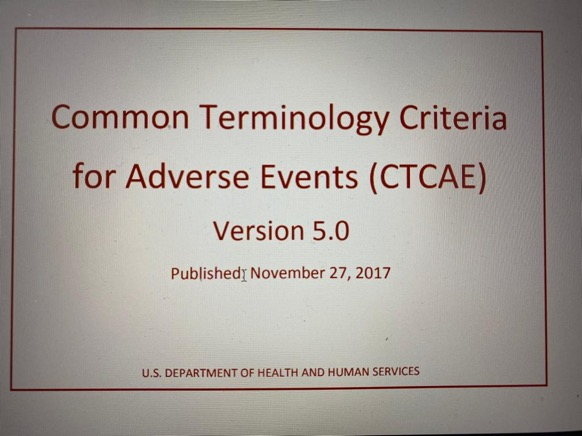 Common Terminology Criteria
for Adverse Events (CTCAE)
Version 5.0
Published: November 27, 2017
U.S. DEPARTMENT OF HEALTH AND HUMAN SERVICES